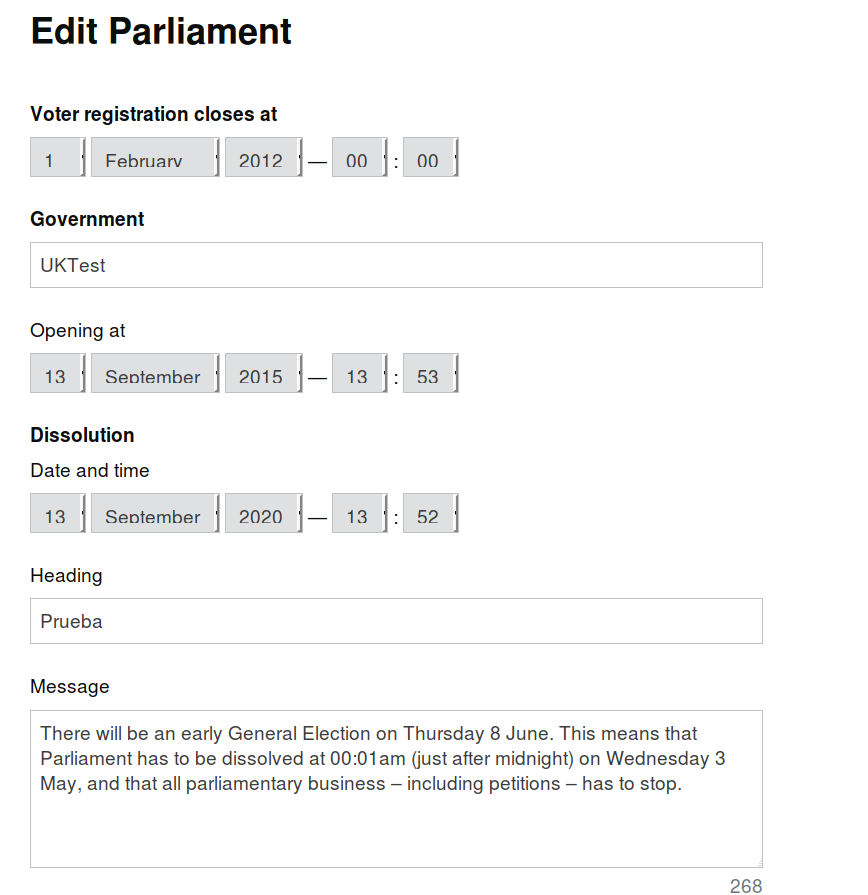 Edit Parliament
Voter registration closes at
1 February 2012 — 00 : 00
Government
UKTest
Opening at
13 September 2015 — 13 : 53
Dissolution
Date and time
13 September 2020 — 13 : 52
Heading
Prueba
Message
There will be an early General Election on Thursday 8 June. This means that
Parliament has to be dissolved at 00:01am (just after midnight) on Wednesday 3
May, and that all parliamentary business – including petitions – has to stop.
268